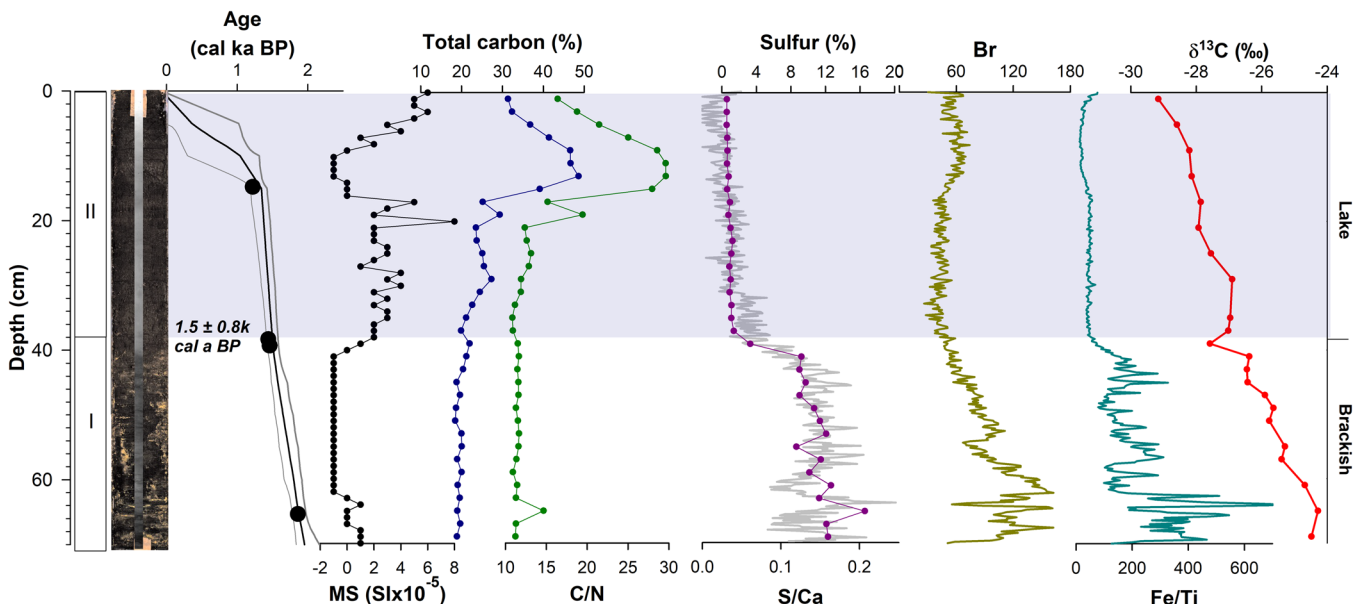 Age
(cal ka BP)
Total carbon (%)
Sulfur (%)
Br
δ¹³C (‰)
0 1 2
10 20 30 40 50
0 4 8 12 16 20
60 120 180
-30 -28 -26 -24
Depth (cm)
0
20
40
60
II
I
1.5 ± 0.8k
cal a BP
Lake
Brackish
-2 0 2 4 6 8
10 15 20 25 30
0.0 0.1 0.2
0 200 400 600
MS (SIx10⁻⁵)
C/N
S/Ca
Fe/Ti